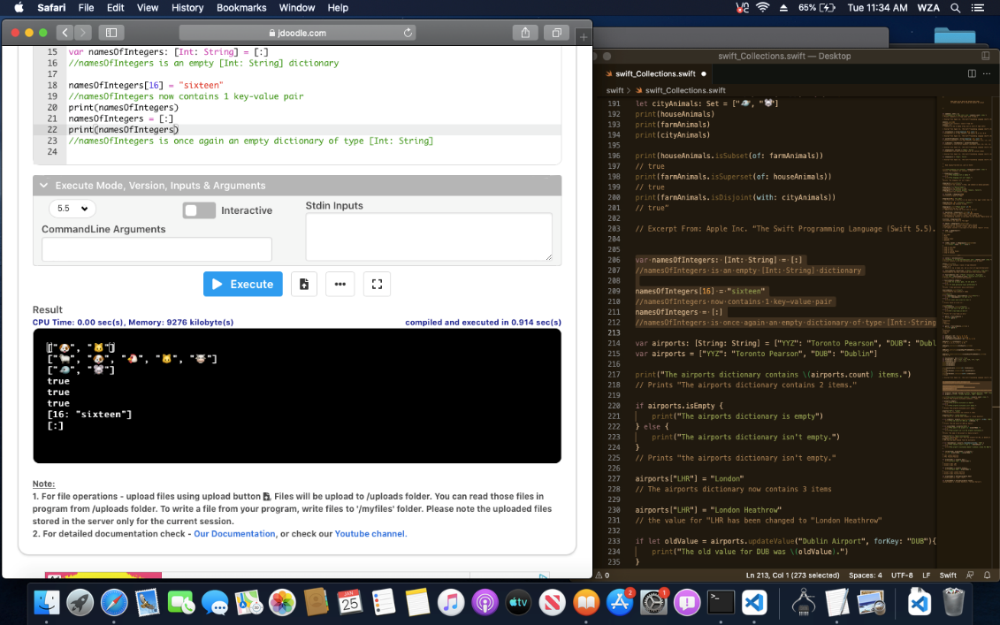 Safari File Edit View History Bookmarks Window Help
65% Tue 11:34 AM WZA
jdoodle.com
15 var namesOfIntegers: [Int: String] = [:]
16 //namesOfIntegers is an empty [Int: String] dictionary
17
18 namesOfIntegers[16] = "sixteen"
19 //namesOfIntegers now contains 1 key-value pair
20 print(namesOfIntegers)
21 namesOfIntegers = [:]
22 print(namesOfIntegers)
23 //namesOfIntegers is once again an empty dictionary of type [Int: String]
24
Execute Mode, Version, Inputs & Arguments
5.5
Interactive
Stdin Inputs
CommandLine Arguments
Execute
Result
CPU Time: 0.00 sec(s), Memory: 9276 kilobyte(s)
compiled and executed in 0.914 sec(s)
["🐶", "🐱"]
["🐑", "🐶", "🐔", "🐱", "🐮"]
["🐦", "🐭"]
true
true
true
[16: "sixteen"]
[:]
Note:
1. For file operations - upload files using upload button , Files will be upload to /uploads folder. You can read those files in
program from /uploads folder. To write a file from your program, write files to '/myfiles' folder. Please note the uploaded files
stored in the server only for the current session.
2. For detailed documentation check - Our Documentation, or check our Youtube channel.
swift_Collections.swift — Desktop
swift_Collections.swift
swift > swift_Collections.swift
191 let cityAnimals: Set = ["🐦", "🐭"]
192 print(houseAnimals)
193 print(farmAnimals)
194 print(cityAnimals)
195
196 print(houseAnimals.isSubset(of: farmAnimals))
197 // true
198 print(farmAnimals.isSuperset(of: houseAnimals))
199 // true
200 print(farmAnimals.isDisjoint(with: cityAnimals))
201 // true"
202
203 // Excerpt From: Apple Inc. "The Swift Programming Language (Swift 5.5).
204
205
206 var namesOfIntegers: [Int: String] = [:]
207 //namesOfIntegers is an empty [Int: String] dictionary
208
209 namesOfIntegers[16] = "sixteen"
210 //namesOfIntegers now contains 1 key-value pair
211 namesOfIntegers = [:]
212 //namesOfIntegers is once again an empty dictionary of type [Int: String
213
214 var airports: [String: String] = ["YYZ": "Toronto Pearson", "DUB": "Dubl
215 var airports = ["YYZ": "Toronto Pearson", "DUB": "Dublin"]
216
217 print("The airports dictionary contains \(airports.count) items.")
218 // Prints "The airports dictionary contains 2 items."
219
220 if airports.isEmpty {
221 print("The airports dictionary is empty")
222 } else {
223 print("The airports dictionary isn't empty.")
224 }
225 // Prints "the airports dictionary isn't empty."
226
227 airports["LHR"] = "London"
228 // The airports dictionary now contains 3 items
229
230 airports["LHR"] = "London Heathrow"
231 // the value for "LHR has been changed to "London Heathrow"
232
233 if let oldValue = airports.updateValue("Dublin Airport", forKey: "DUB"){
234 print("The old value for DUB was \(oldValue).")
235 }
0 Ln 213, Col 1 (273 selected) Spaces: 4 UTF-8 LF Swift
JAN
25
tv
2
1